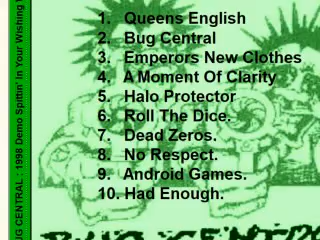 UG CENTRAL : 1998 Demo Spittin' In Your Wishing
1. Queens English
2. Bug Central
3. Emperors New Clothes
4. A Moment Of Clarity
5. Halo Protector
6. Roll The Dice.
7. Dead Zeros.
8. No Respect.
9. Android Games.
10. Had Enough.